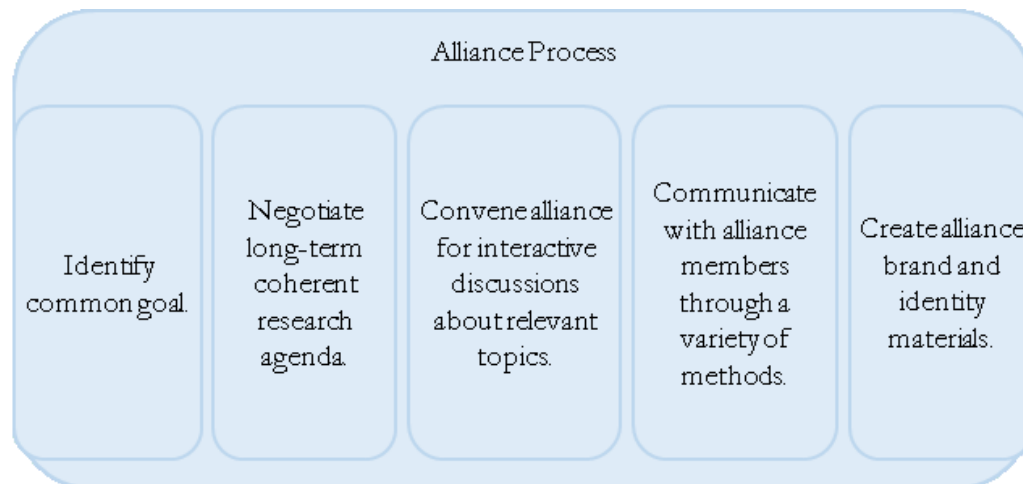 Alliance Process
Identify
common goal.
Negotiate
long-term
coherent
research
agenda.
Convene alliance
for interactive
discussions
about relevant
topics.
Communicate
with alliance
members
through a
variety of
methods.
Create alliance
brand and
identity
materials.